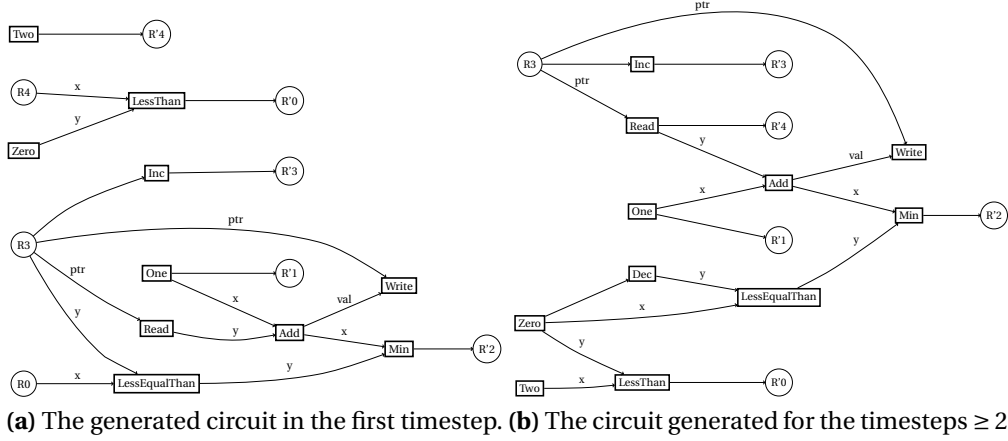 Two
R'4
R4
x
LessThan
R'0
y
Zero
Inc
R'3
R3
ptr
ptr
One
R'1
Write
x
val
y
Read
y
Add
x
Min
R'2
R0
x
LessEqualThan
y
(a) The generated circuit in the first timestep.
ptr
R3
Inc
R'3
ptr
Read
R'4
y
val
Write
Add
x
x
One
Min
R'2
R'1
y
Dec
y
LessEqualThan
x
Zero
y
Two
x
LessThan
R'0
(b) The circuit generated for the timesteps ≥ 2